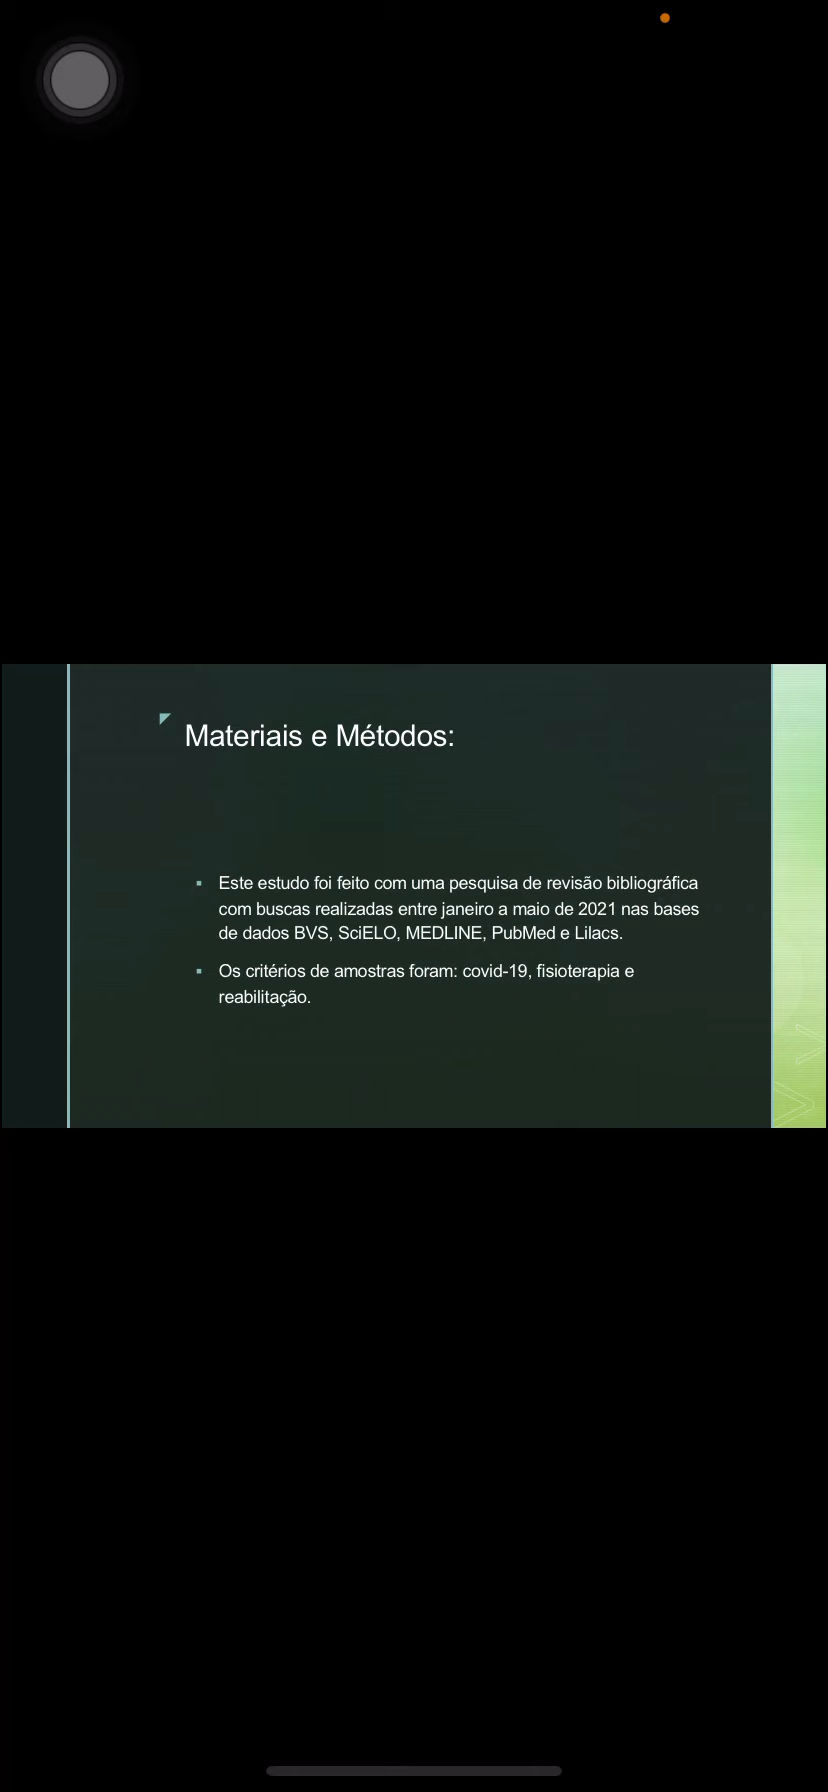 Materiais e Métodos:
Este estudo foi feito com uma pesquisa de revisão bibliográfica
com buscas realizadas entre janeiro a maio de 2021 nas bases
de dados BVS, SciELO, MEDLINE, PubMed e Lilacs.
Os critérios de amostras foram: covid-19, fisioterapia e
reabilitação.